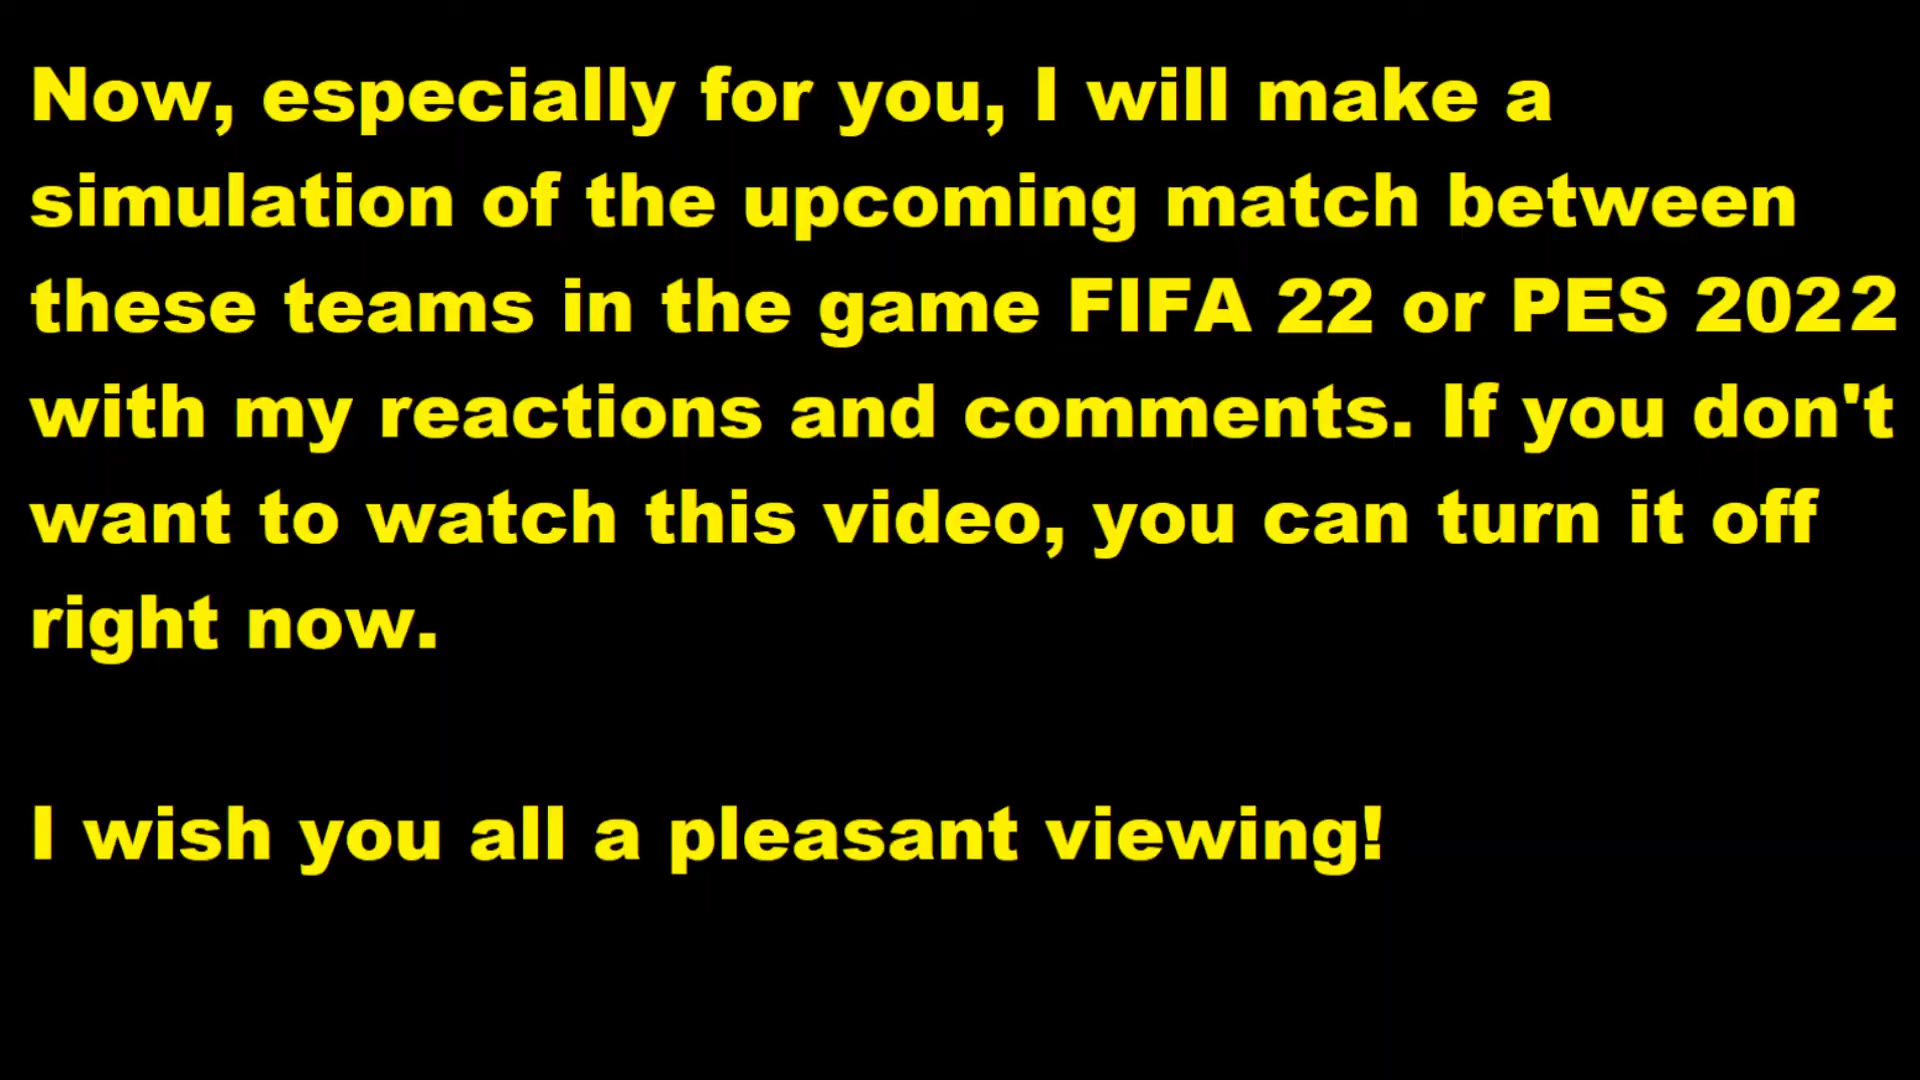 Now, especially for you, I will make a
simulation of the upcoming match between
these teams in the game FIFA 22 or PES 2022
with my reactions and comments. If you don't
want to watch this video, you can turn it off
right now.
I wish you all a pleasant viewing!